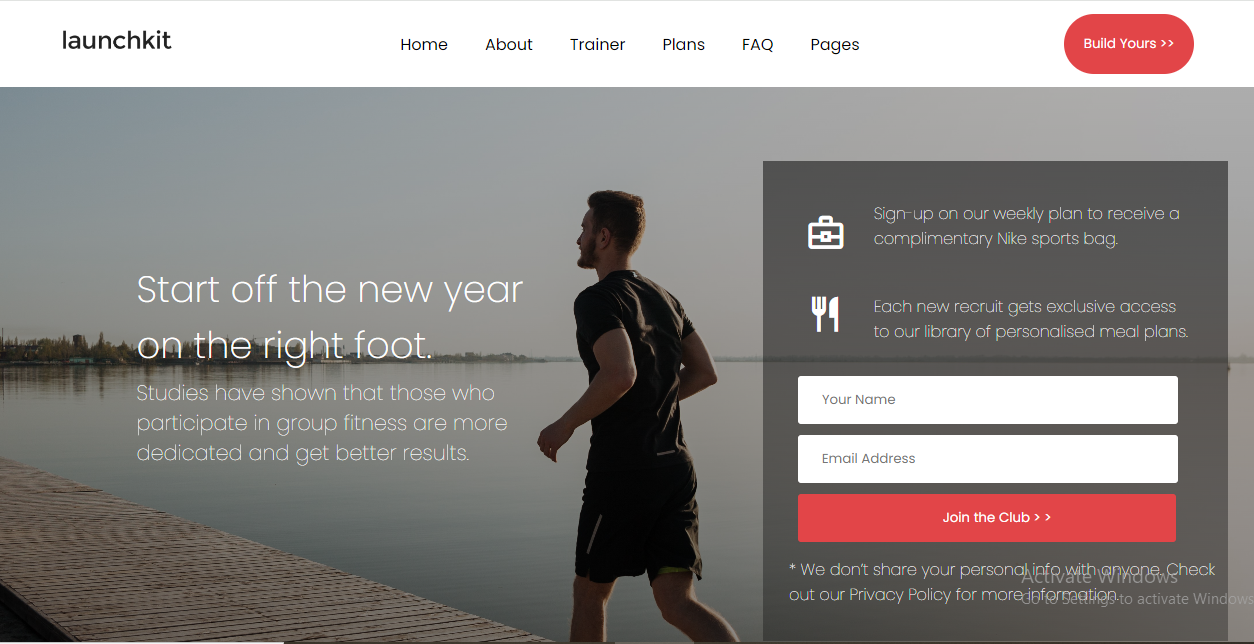 launchkit
Home About Trainer Plans FAQ Pages
Build Yours >>
Start off the new year
on the right foot.
Studies have shown that those who
participate in group fitness are more
dedicated and get better results.
Sign-up on our weekly plan to receive a
complimentary Nike sports bag.
Each new recruit gets exclusive access
to our library of personalised meal plans.
Your Name
Email Address
Join the Club > >
* We don't share your personal info with anyone. Check
out our Privacy Policy for more information.
Activate Windows
Go to Settings to activate Windows